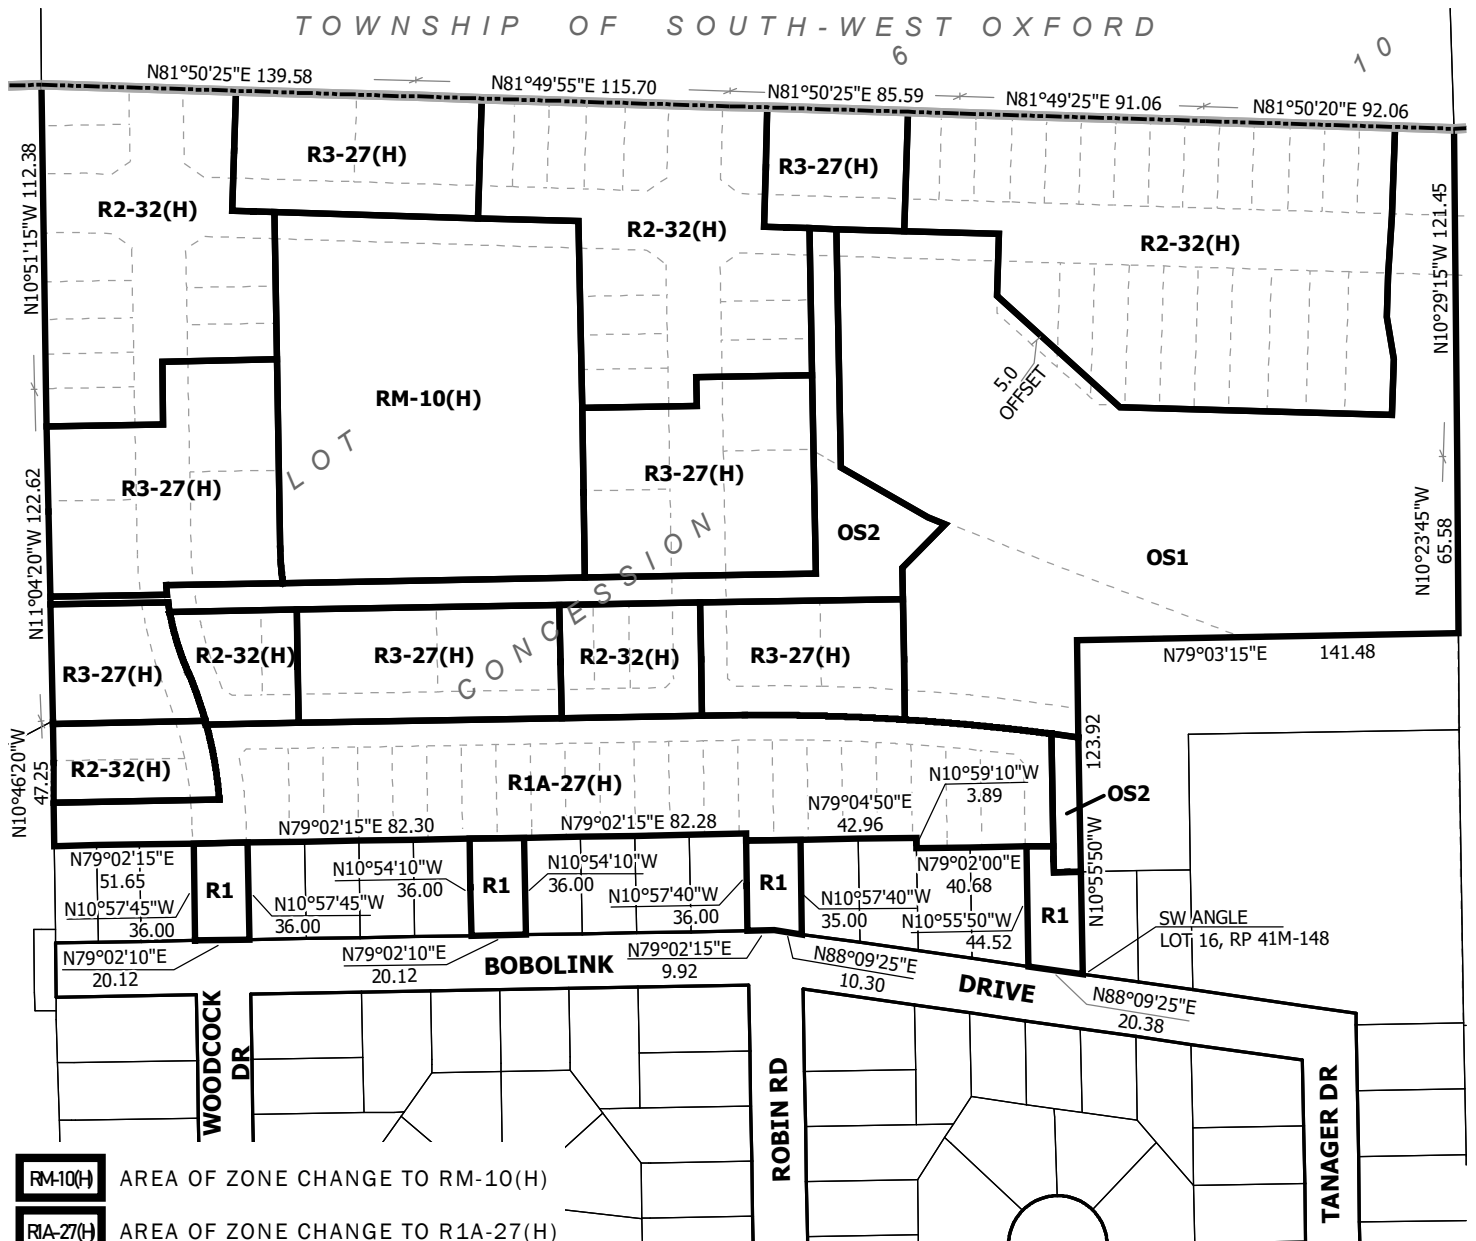 TOWNSHIP OF SOUTH-WEST OXFORD
6
10
N81°50'25"E 139.58
N81°49'55"E 115.70
N81°50'25"E 85.59
N81°49'25"E 91.06
N81°50'20"E 92.06
N10°51'15"W 112.38
R2-32(H)
R3-27(H)
R2-32(H)
R3-27(H)
R2-32(H)
N10°29'15"W 121.45
RM-10(H)
5.0
OFFSET
LOT
CONCESSION
R3-27(H)
R3-27(H)
OS2
OS1
N11°04'20"W 122.62
N10°23'45"W
65.58
R3-27(H)
R2-32(H)
R3-27(H)
R2-32(H)
R3-27(H)
N79°03'15"E 141.48
123.92
N10°46'20"W
47.25
R2-32(H)
R1A-27(H)
N10°59'10"W
3.89
OS2
N79°04'50"E
42.96
N79°02'15"E 82.30
N79°02'15"E 82.28
N79°02'15"E
51.65
N10°57'45"W
36.00
R1
N10°57'45"W
36.00
N10°54'10"W
36.00
R1
N10°54'10"W
36.00
N10°57'40"W
36.00
R1
N10°57'40"W
35.00
N79°02'00"E
40.68
N10°55'50"W
44.52
R1
N10°55'50"W
SW ANGLE
LOT 16, RP 41M-148
N79°02'10"E
20.12
N79°02'10"E
20.12
BOBOLINK
N79°02'15"E
9.92
N88°09'25"E
10.30
DRIVE
N88°09'25"E
20.38
WOODCOCK
DR
ROBIN RD
TANAGER DR
RM-10(H) AREA OF ZONE CHANGE TO RM-10(H)
R1A-27(H) AREA OF ZONE CHANGE TO R1A-27(H)